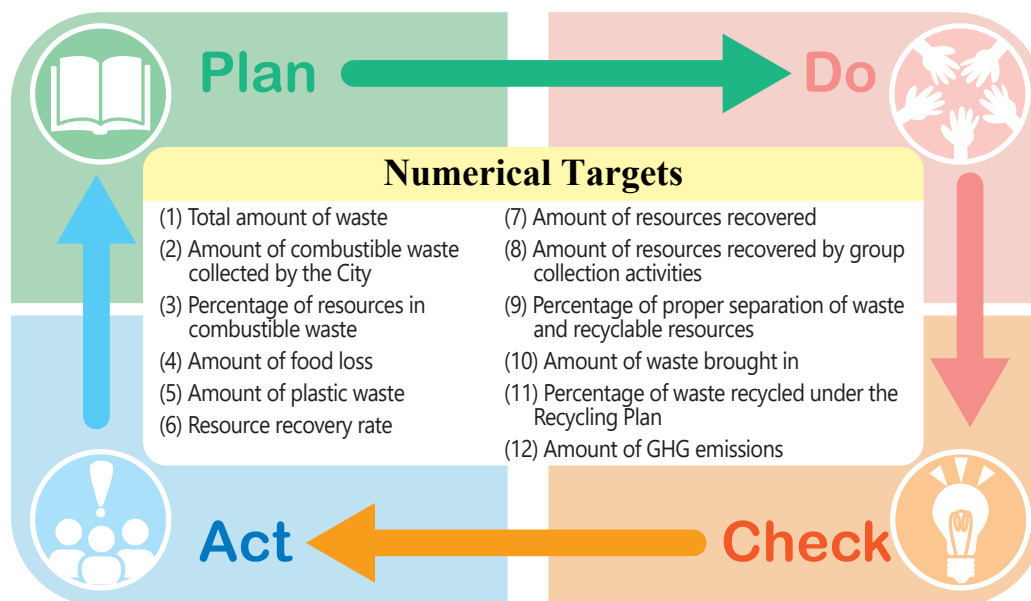 Plan
Do
Numerical Targets
(1) Total amount of waste
(2) Amount of combustible waste
collected by the City
(3) Percentage of resources in
combustible waste
(4) Amount of food loss
(5) Amount of plastic waste
(6) Resource recovery rate
(7) Amount of resources recovered
(8) Amount of resources recovered by group
collection activities
(9) Percentage of proper separation of waste
and recyclable resources
(10) Amount of waste brought in
(11) Percentage of waste recycled under the
Recycling Plan
(12) Amount of GHG emissions
Act
Check